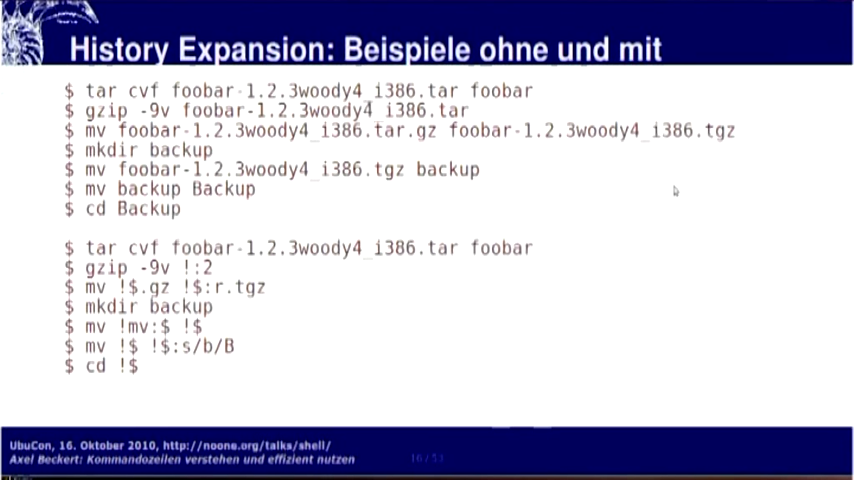 History Expansion: Beispiele ohne und mit
$ tar cvf foobar-1.2.3woody4_i386.tar foobar
$ gzip -9v foobar-1.2.3woody4_i386.tar
$ mv foobar-1.2.3woody4_i386.tar.gz foobar-1.2.3woody4_i386.tgz
$ mkdir backup
$ mv foobar-1.2.3woody4_i386.tgz backup
$ mv backup Backup
$ cd Backup
$ tar cvf foobar-1.2.3woody4_i386.tar foobar
$ gzip -9v !:2
$ mv !$.gz !$:r.tgz
$ mkdir backup
$ mv !mv:$ !$
$ mv !$ !$:s/b/B
$ cd !$
UbuCon, 16. Oktober 2010, http://noone.org/talks/shell/
Axel Beckert: Kommandozeilen verstehen und effizient nutzen